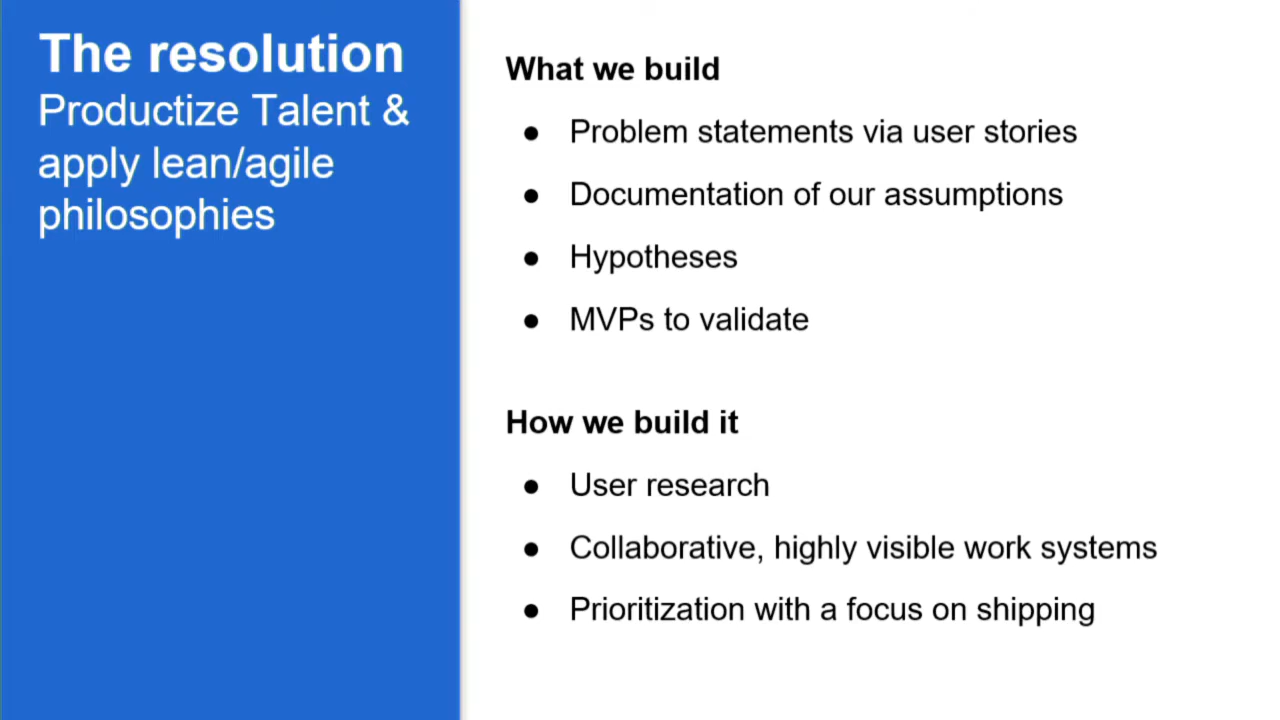 The resolution
Productize Talent &
apply lean/agile
philosophies
What we build
● Problem statements via user stories
● Documentation of our assumptions
● Hypotheses
● MVPs to validate
How we build it
● User research
● Collaborative, highly visible work systems
● Prioritization with a focus on shipping